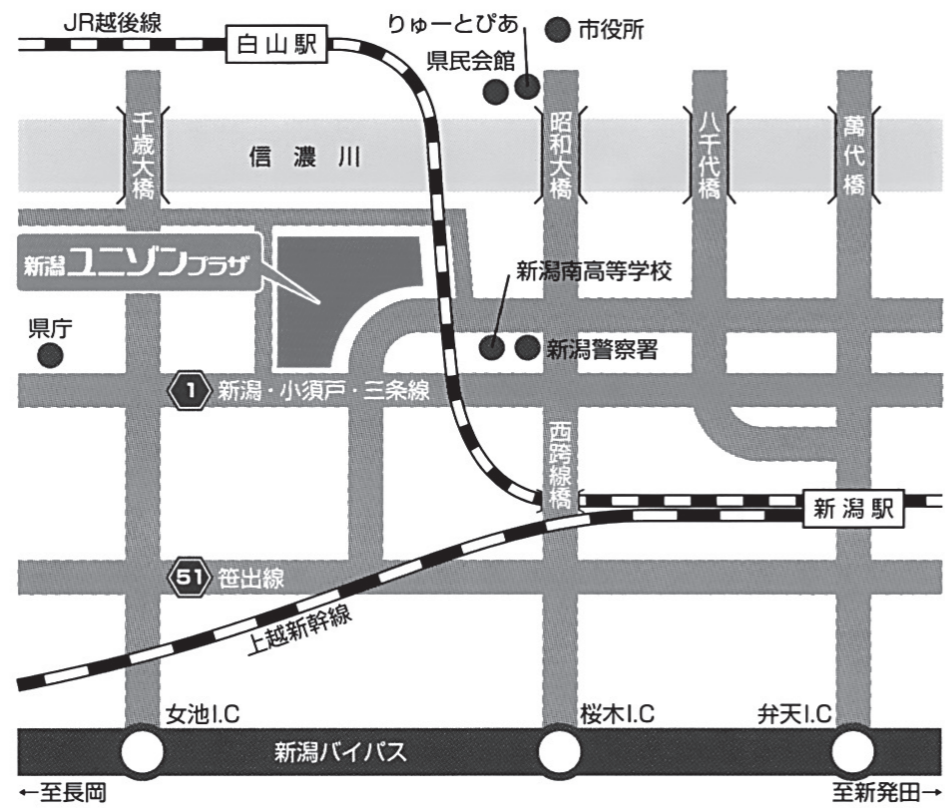 JR越後線
白山駅
りゅーとぴあ
県民会館
市役所
千歳大橋
信濃川
昭和大橋
八千代橋
萬代橋
新潟ユニゾンプラザ
新潟南高等学校
県庁
新潟警察署
1 新潟・小須戸・三条線
西跨線橋
新潟駅
51 笹出線
上越新幹線
女池I.C
桜木I.C
弁天I.C
新潟バイパス
←至長岡
至新発田→